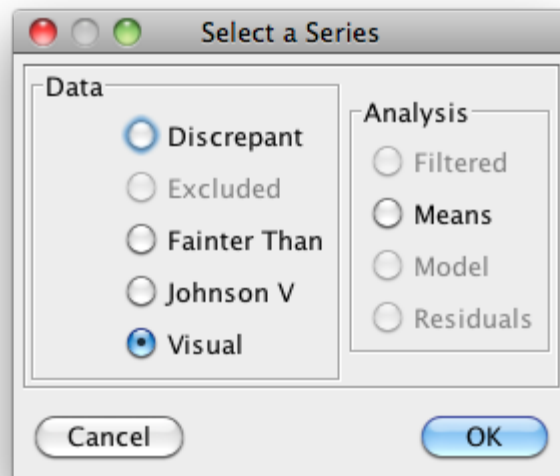 Select a Series
Data
Discrepant
Excluded
Fainter Than
Johnson V
Visual
Analysis
Filtered
Means
Model
Residuals
Cancel
OK